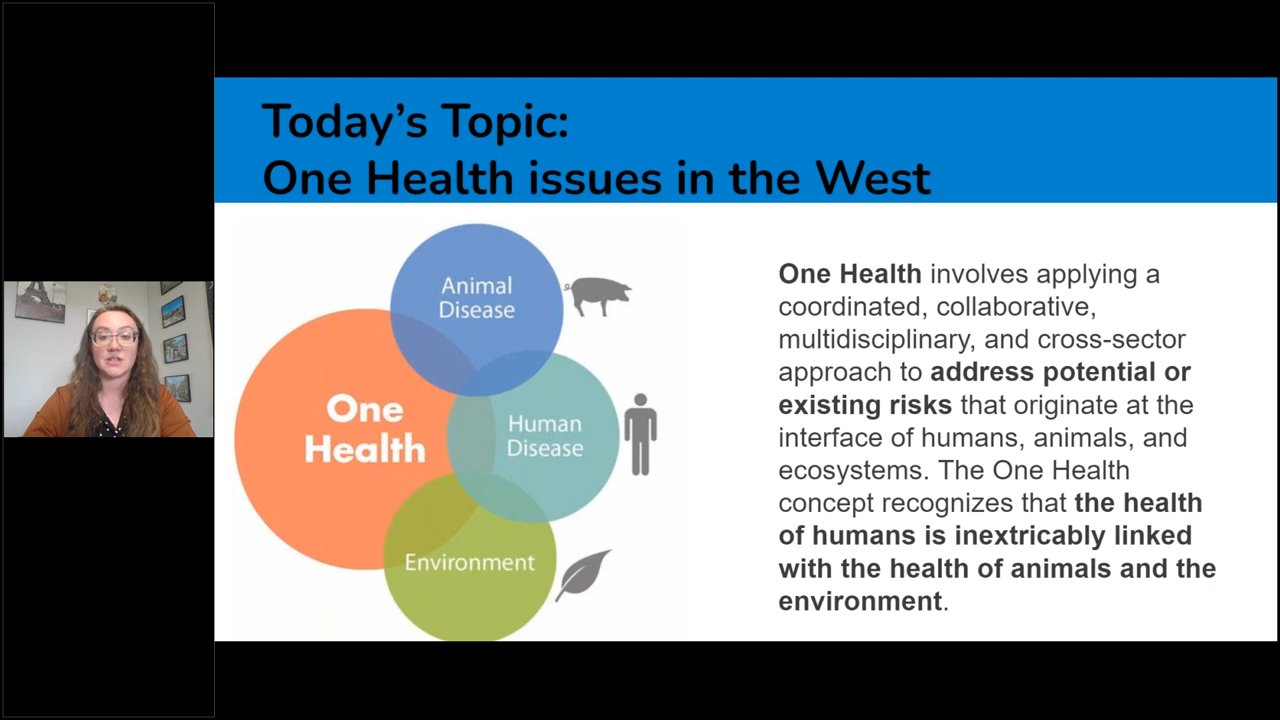 Today’s Topic:
One Health issues in the West
Animal
Disease
One
Health
Human
Disease
Environment
One Health involves applying a
coordinated, collaborative,
multidisciplinary, and cross-sector
approach to address potential or
existing risks that originate at the
interface of humans, animals, and
ecosystems. The One Health
concept recognizes that the health
of humans is inextricably linked
with the health of animals and the
environment.